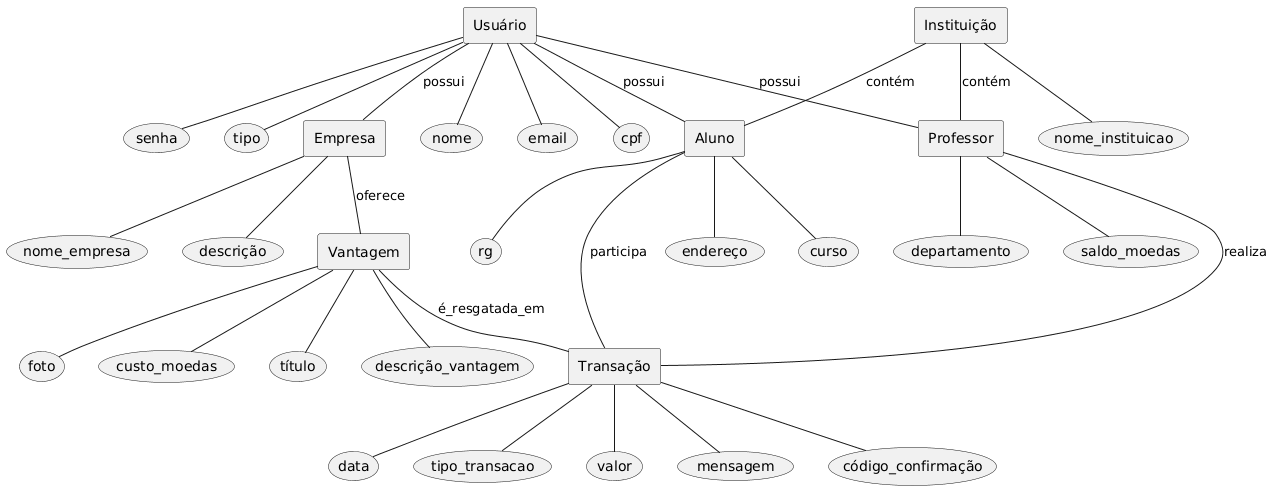 Usuário
Instituição
possui
possui
possui
contém
contém
senha
tipo
Empresa
nome
email
cpf
Aluno
Professor
nome_instituicao
oferece
nome_empresa
descrição
Vantagem
rg
participa
endereço
curso
departamento
saldo_moedas
realiza
é_resgatada_em
foto
custo_moedas
título
descrição_vantagem
Transação
data
tipo_transacao
valor
mensagem
código_confirmação